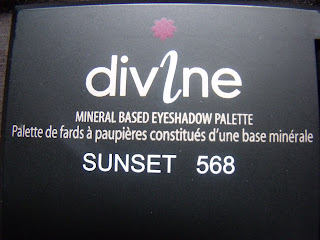 divine
MINERAL BASED EYESHADOW PALETTE
Palette de fards à paupières constitués d'une base minérale
SUNSET 568